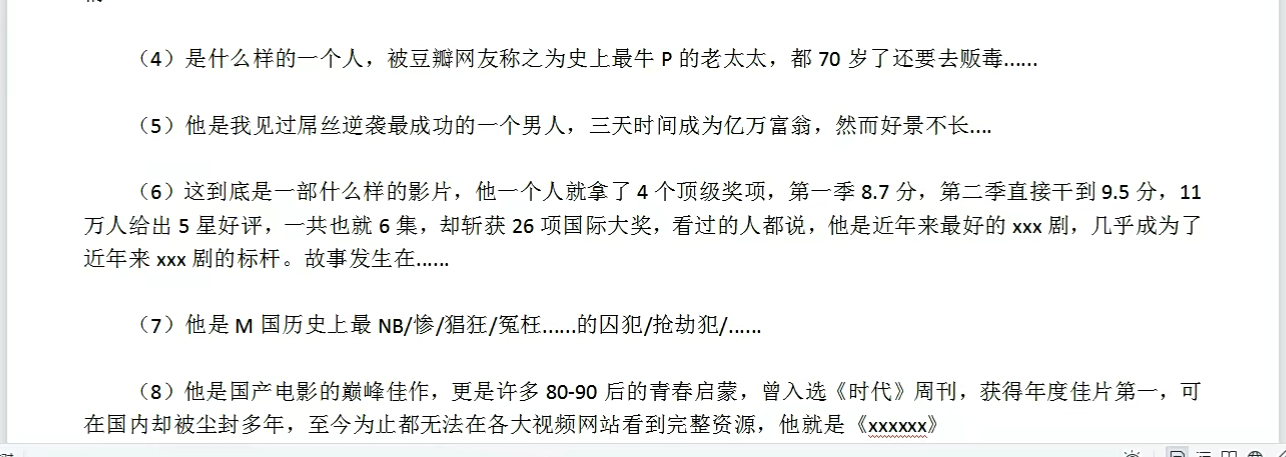 （4）是什么样的一个人，被豆瓣网友称之为史上最牛 P 的老太太，都 70 岁了还要去贩毒......
（5）他是我见过屌丝逆袭最成功的一个男人，三天时间成为亿万富翁，然而好景不长....
（6）这到底是一部什么样的影片，他一个人就拿了 4 个顶级奖项，第一季 8.7 分，第二季直接干到 9.5 分，11
万人给出 5 星好评，一共也就 6 集，却斩获 26 项国际大奖，看过的人都说，他是近年来最好的 xxx 剧，几乎成为了
近年来 xxx 剧的标杆。故事发生在......
（7）他是 M 国历史上最 NB/惨/猖狂/冤枉......的囚犯/抢劫犯/......
（8）他是国产电影的巅峰佳作，更是许多 80-90 后的青春启蒙，曾入选《时代》周刊，获得年度佳片第一，可
在国内却被尘封多年，至今为止都无法在各大视频网站看到完整资源，他就是《xxxxxx》